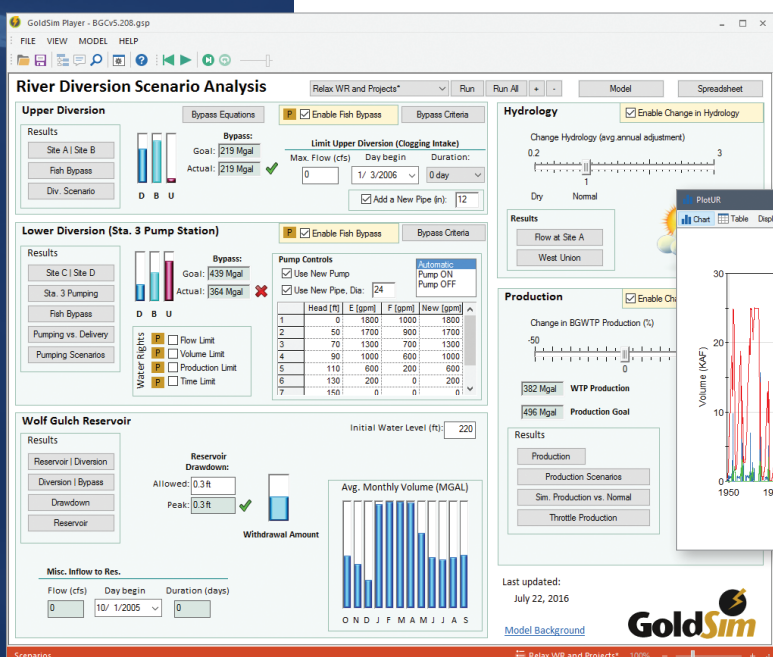 GoldSim Player - BGCv5.208.gsp
FILE VIEW MODEL HELP
River Diversion Scenario Analysis
Relax WR and Projects*
Run
Run All
+
-
Model
Spreadsheet
Upper Diversion
Bypass Equations
P
Enable Fish Bypass
Bypass Criteria
Results
Site A | Site B
Fish Bypass
Div. Scenario
D B U
Bypass:
Goal: 219 Mgal
Actual: 219 Mgal
Limit Upper Diversion (Clogging Intake)
Max. Flow (cfs) Day begin Duration:
0 1/ 3/2006 0 day
Add a New Pipe (in): 12
Lower Diversion (Sta. 3 Pump Station)
P
Enable Fish Bypass
Bypass Criteria
Results
Site C | Site D
Sta. 3 Pumping
Fish Bypass
Pumping vs. Delivery
Pumping Scenarios
D B U
Bypass:
Goal: 439 Mgal
Actual: 364 Mgal
Water Rights
P Flow Limit
P Volume Limit
P Production Limit
P Time Limit
Pump Controls
Use New Pump
Use New Pipe, Dia: 24
Automatic
Pump ON
Pump OFF
Head [ft] E [gpm] F [gpm] New [gpm]
1 0 1800 1000 1800
2 50 1700 900 1700
3 70 1300 700 1300
4 90 1000 600 1000
5 110 600 200 600
6 130 200 0 200
7 150 0 0 0
Wolf Gulch Reservoir
Initial Water Level (ft): 220
Results
Reservoir | Diversion
Diversion | Bypass
Drawdown
Reservoir
Reservoir
Drawdown:
Allowed: 0.3 ft
Peak: 0.3 ft
Withdrawal Amount
Avg. Monthly Volume (MGAL)
O N D J F M A M J J A S
Misc. Inflow to Res.
Flow (cfs) Day begin Duration (days)
0 10/ 1/2005 0
Hydrology
Enable Change in Hydrology
Change Hydrology (avg.annual adjustment)
0.2 3
1
Dry Normal
Results
Flow at Site A
West Union
Production
Enable Cha
Change in BGWTP Production (%)
-50
0
382 Mgal WTP Production
496 Mgal Production Goal
Results
Production
Production Scenarios
Sim. Production vs. Normal
Throttle Production
PlotUR
Chart Table Displ
Volume (KAF)
30
20
10
0
1950 19
Last updated:
July 22, 2016
Model Background
GoldSim
Scenarios
Relax WR and Projects* 100% - +